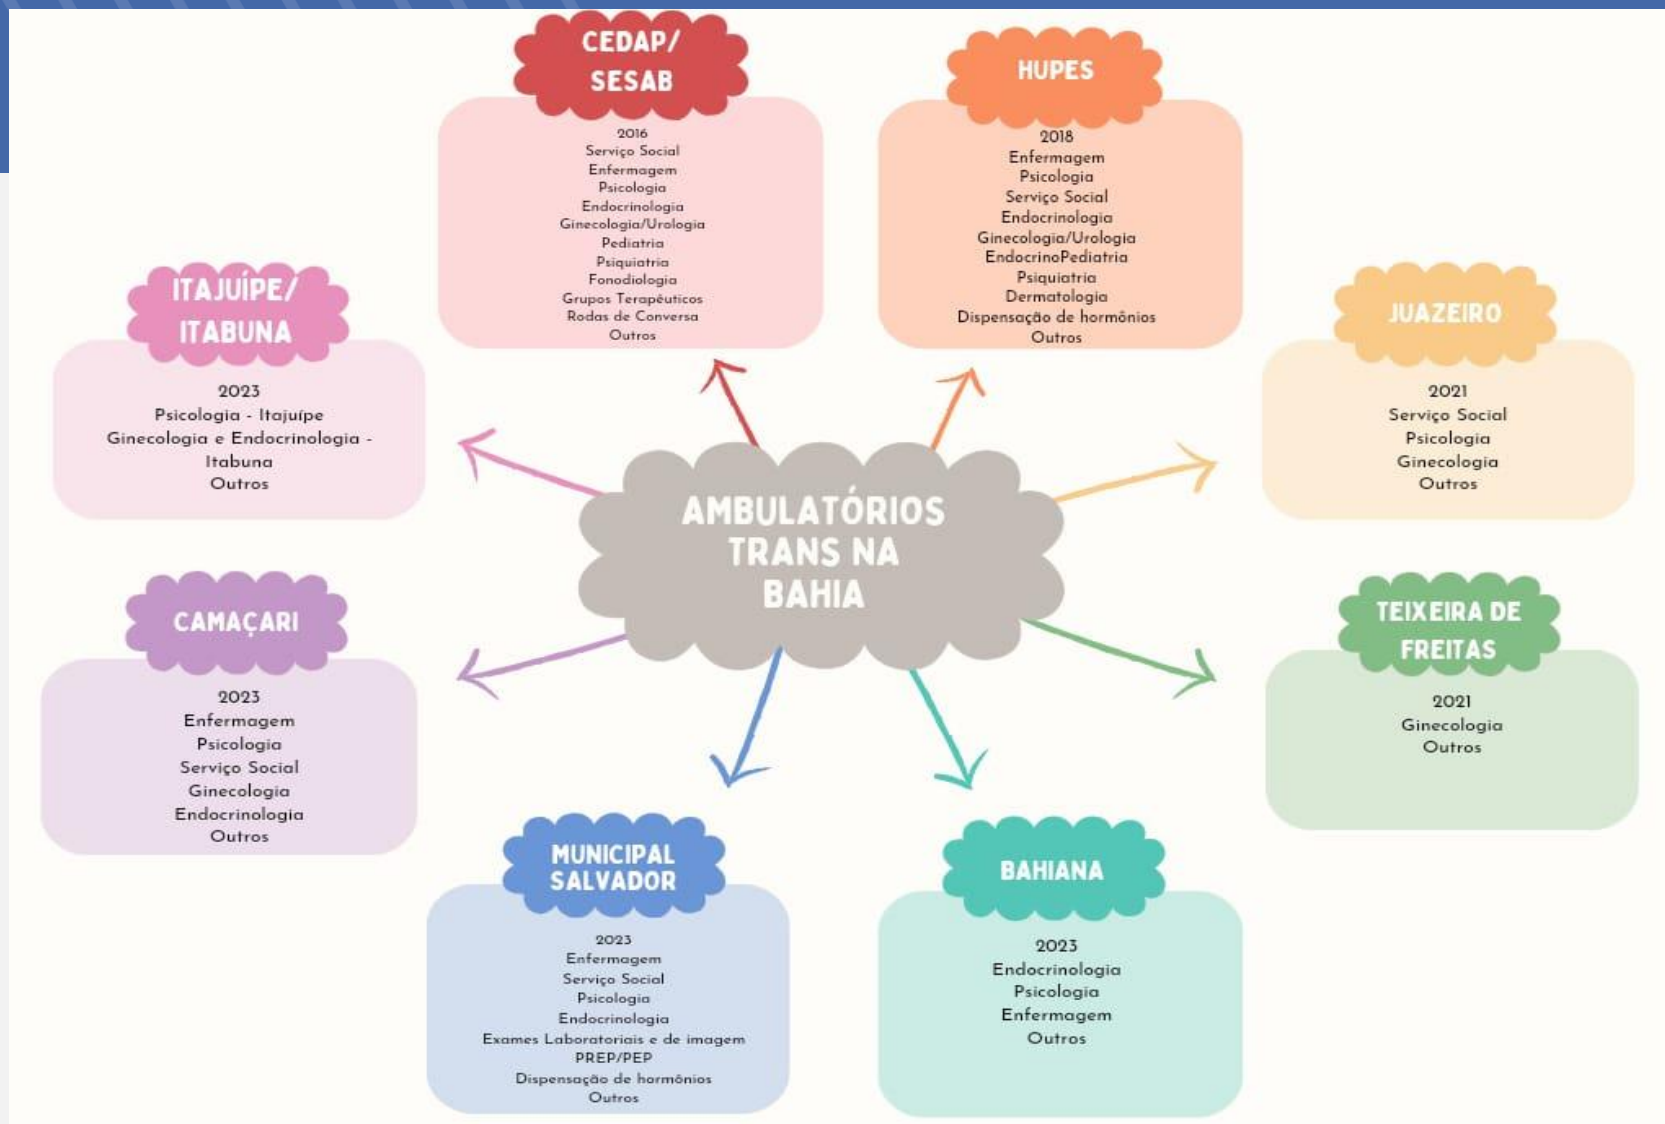 CEDAP/
SESAB
2016
Serviço Social
Enfermagem
Psicologia
Endocrinologia
Ginecologia/Urologia
Pediatria
Psiquiatria
Fonodiologia
Grupos Terapêuticos
Rodas de Conversa
Outros
HUPES
2018
Enfermagem
Psicologia
Serviço Social
Endocrinologia
Ginecologia/Urologia
EndocrinoPediatria
Psiquiatria
Dermatologia
Dispensação de hormônios
Outros
ITAJUÍPE/
ITABUNA
2023
Psicologia - Itajuípe
Ginecologia e Endocrinologia -
Itabuna
Outros
JUAZEIRO
2021
Serviço Social
Psicologia
Ginecologia
Outros
AMBULATÓRIOS
TRANS NA
BAHIA
CAMAÇARI
2023
Enfermagem
Psicologia
Serviço Social
Ginecologia
Endocrinologia
Outros
TEIXEIRA DE
FREITAS
2021
Ginecologia
Outros
MUNICIPAL
SALVADOR
2023
Enfermagem
Serviço Social
Psicologia
Endocrinologia
Exames Laboratoriais e de imagem
PREP/PEP
Dispensação de hormônios
Outros
BAHIANA
2023
Endocrinologia
Psicologia
Enfermagem
Outros